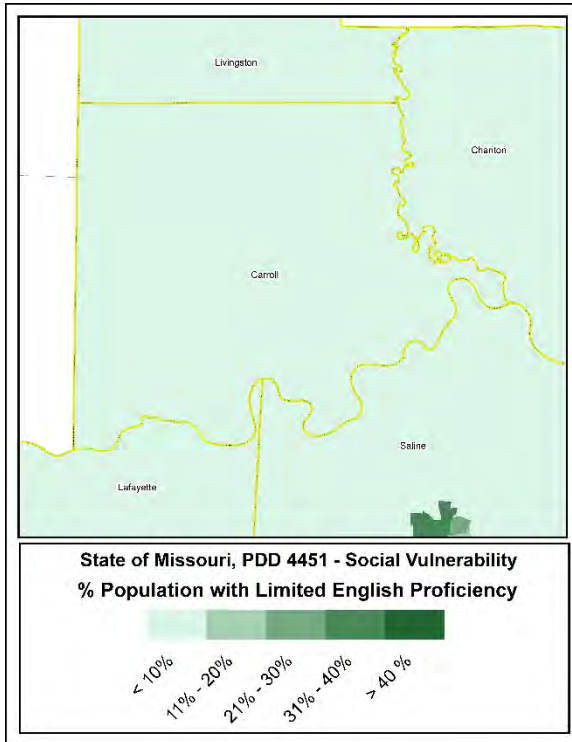 Livingston
Chariton
Carroll
Saline
Lafayette
State of Missouri, PDD 4451 - Social Vulnerability
% Population with Limited English Proficiency
< 10%
11% - 20%
21% - 30%
31% - 40%
> 40 %